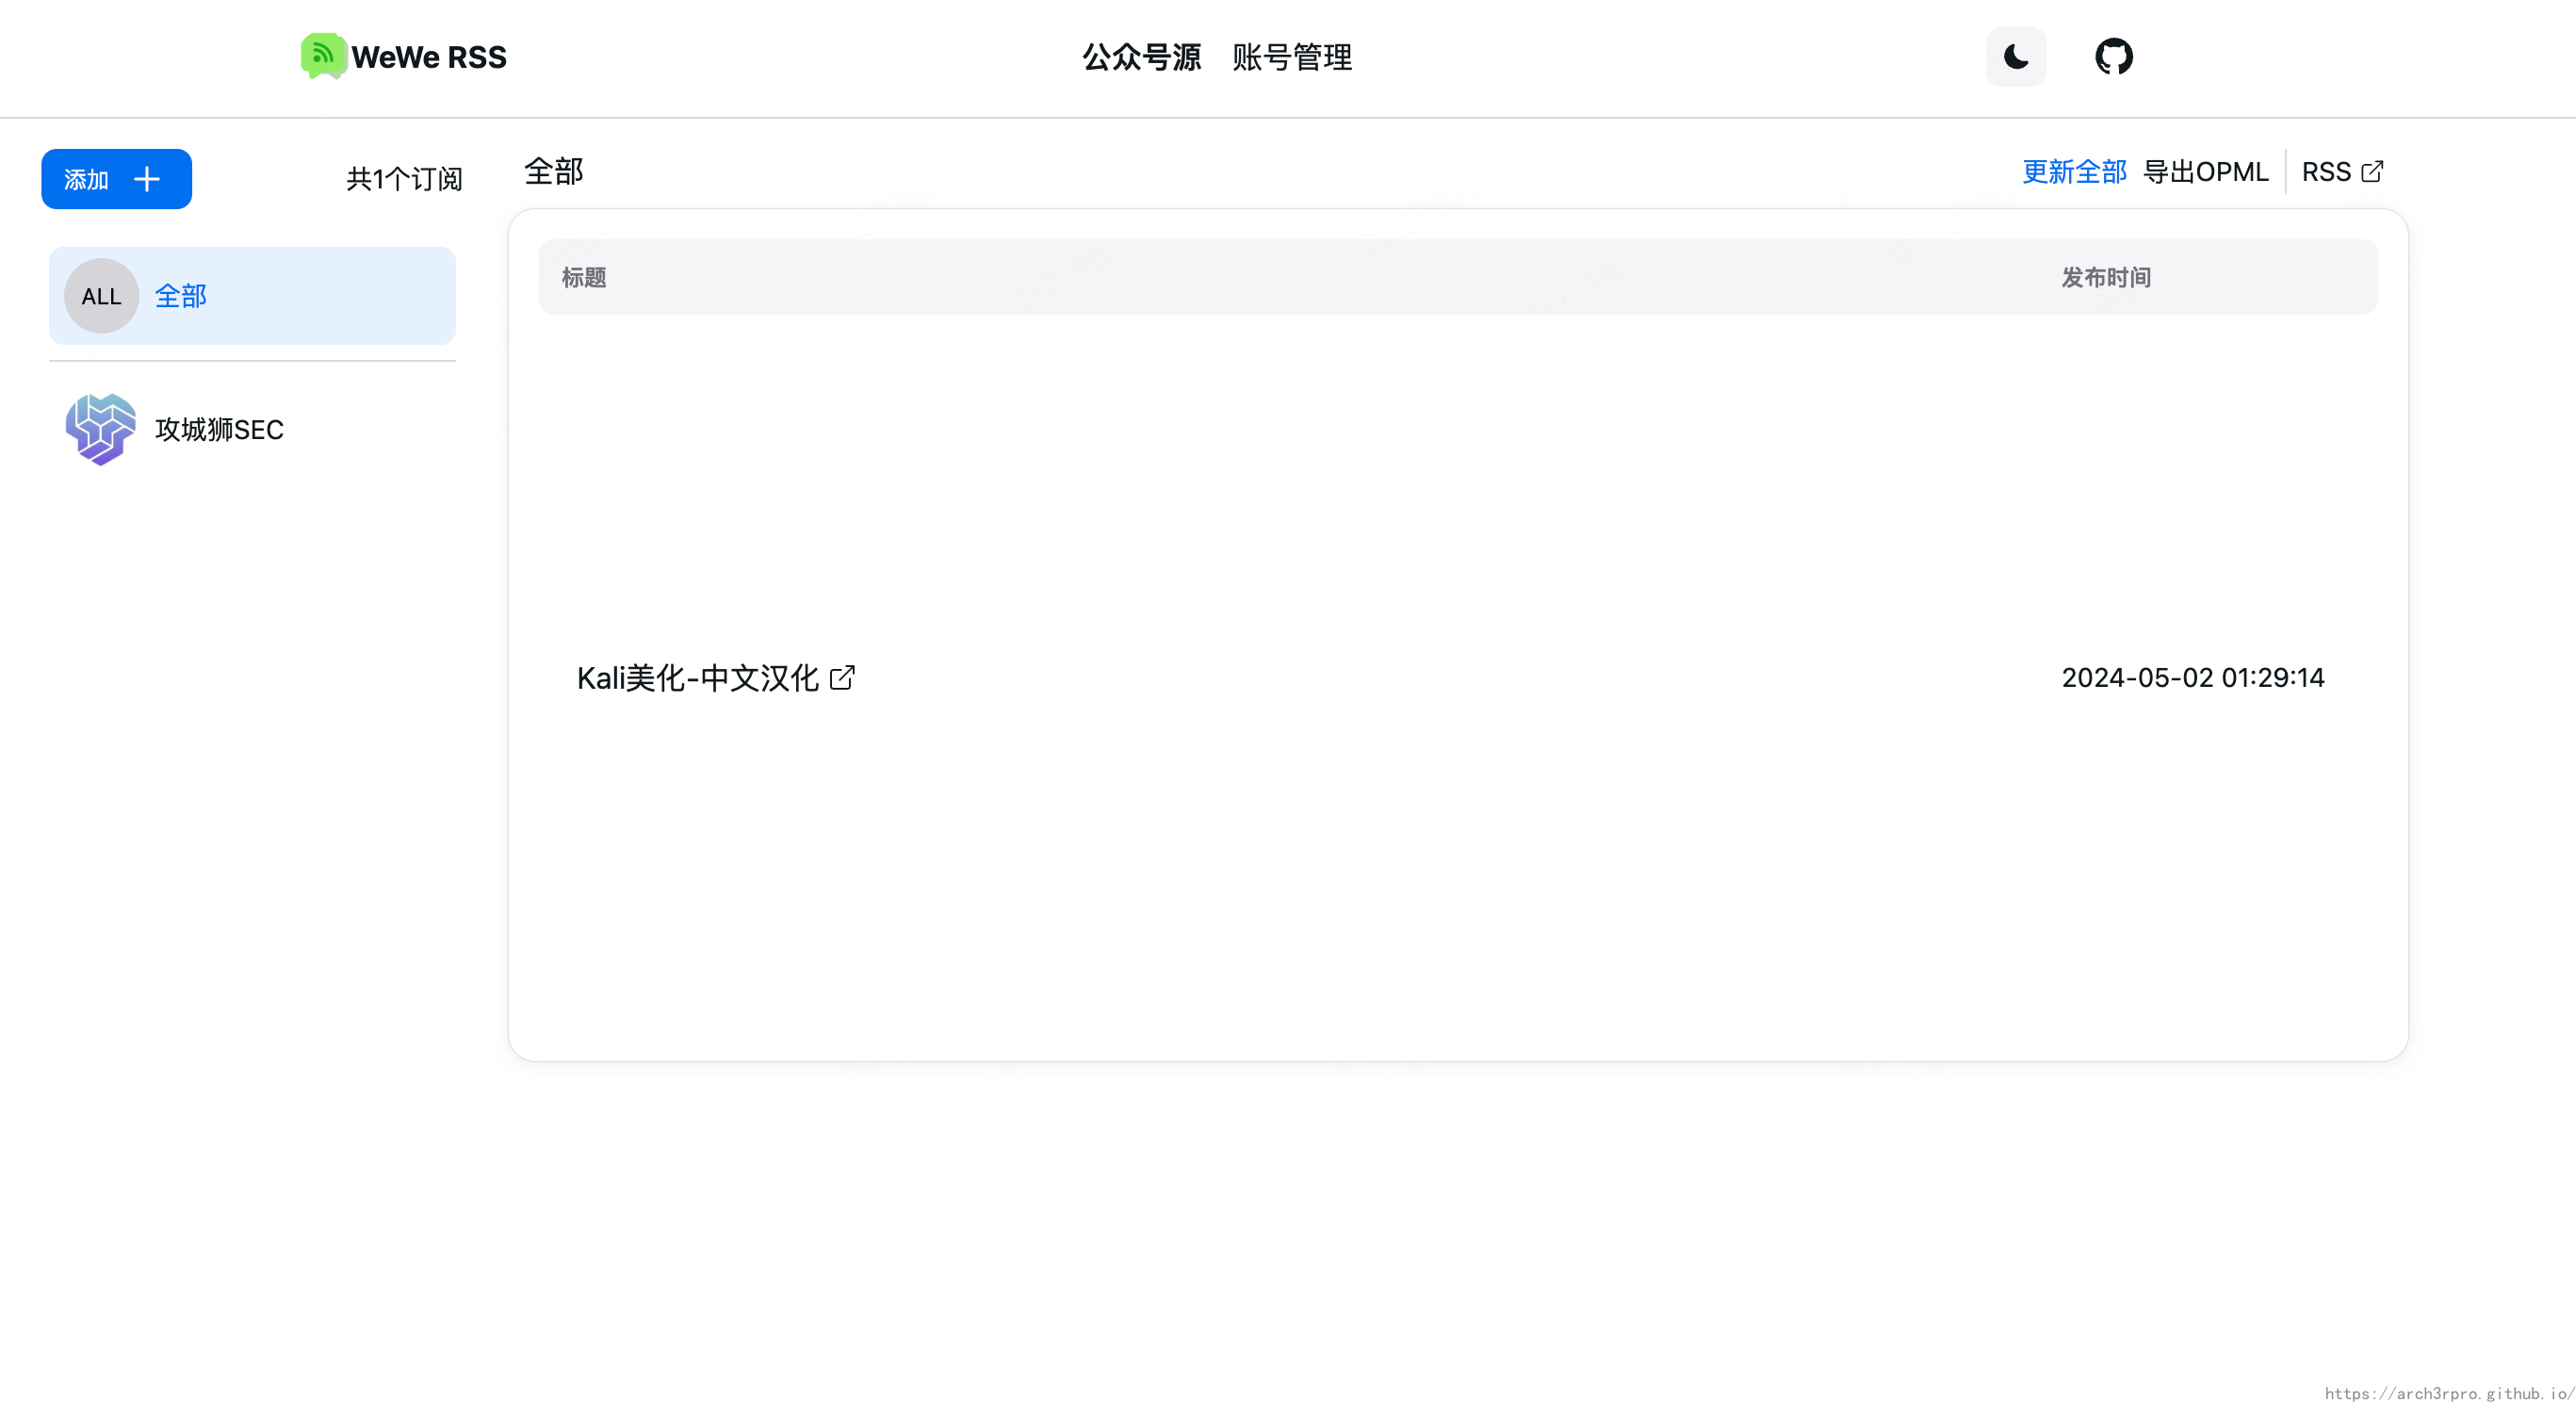 WeWe RSS
公众号源 账号管理
添加
共1个订阅
全部
更新全部 导出OPML RSS
ALL 全部
标题 发布时间
攻城狮SEC
Kali美化-中文汉化 2024-05-02 01:29:14
https://arch3rpro.github.io/